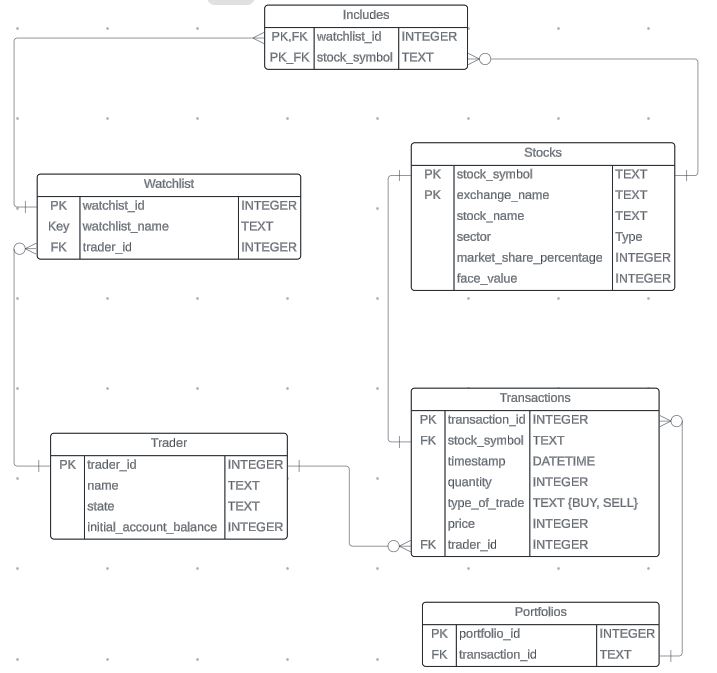 Includes
PK,FK watchlist_id INTEGER
PK_FK stock_symbol TEXT
Stocks
PK stock_symbol TEXT
PK exchange_name TEXT
stock_name TEXT
sector Type
market_share_percentage INTEGER
face_value INTEGER
Watchlist
PK watchist_id INTEGER
Key watchlist_name TEXT
FK trader_id INTEGER
Transactions
PK transaction_id INTEGER
FK stock_symbol TEXT
timestamp DATETIME
quantity INTEGER
type_of_trade TEXT {BUY, SELL}
price INTEGER
FK trader_id INTEGER
Trader
PK trader_id INTEGER
name TEXT
state TEXT
initial_account_balance INTEGER
Portfolios
PK portfolio_id INTEGER
FK transaction_id TEXT